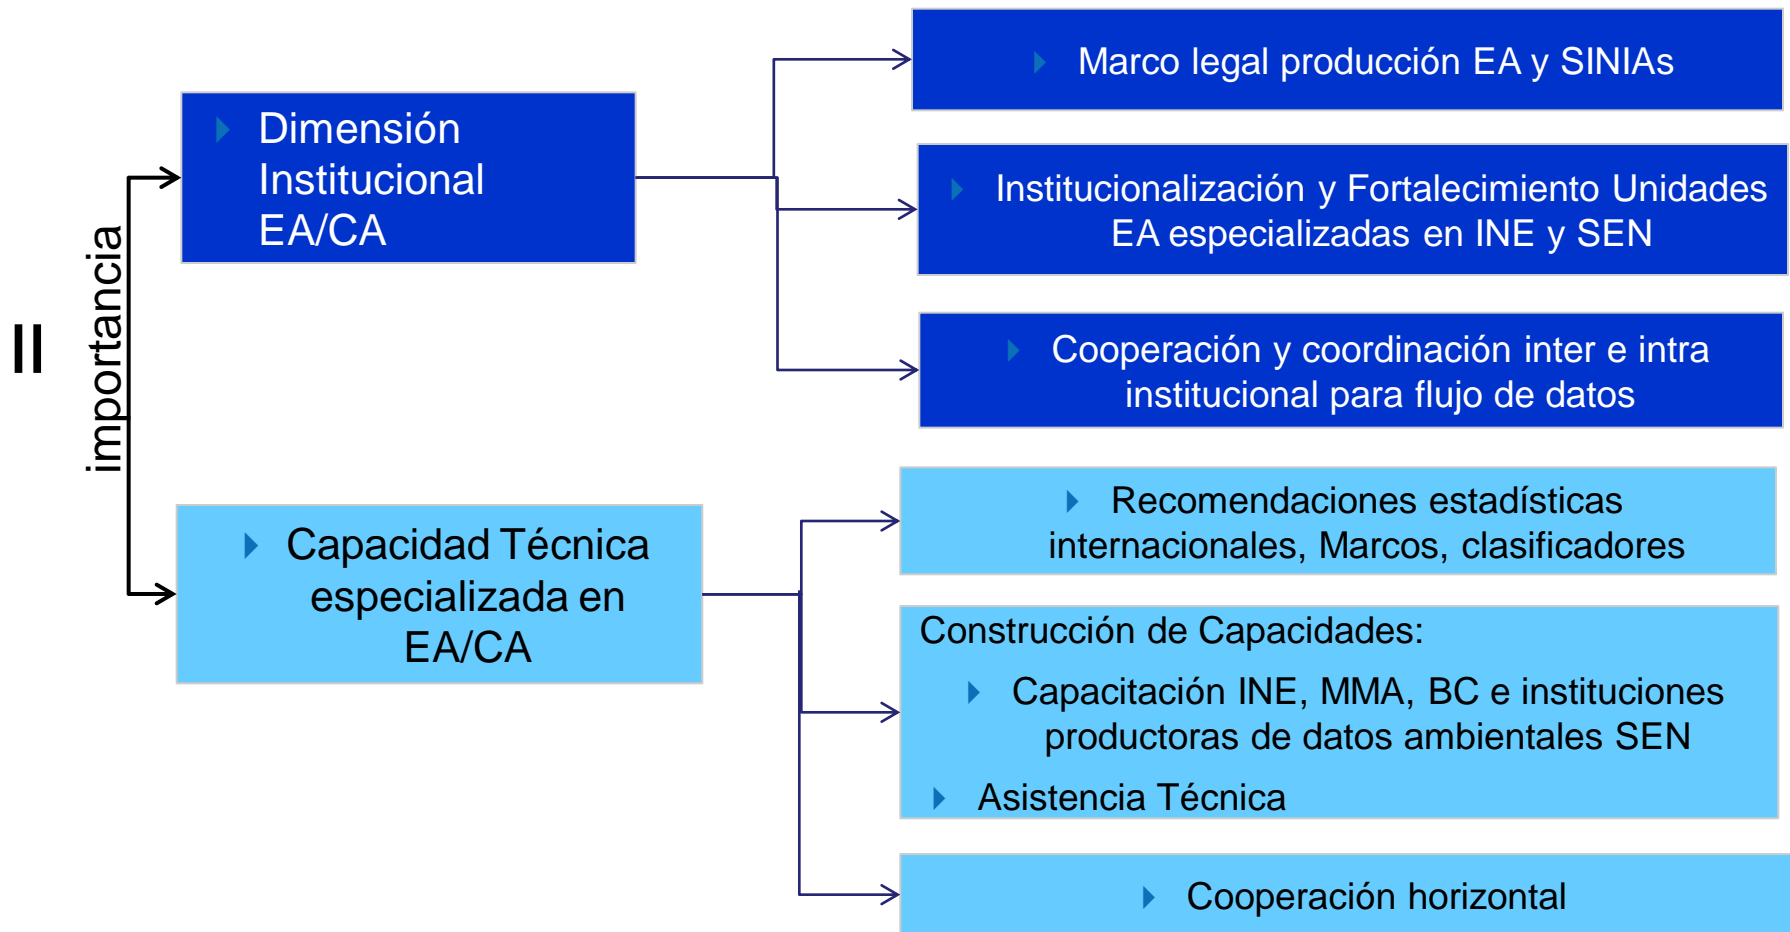 Marco legal producción EA y SINIAs
Dimensión
Institucional
EA/CA
Institucionalización y Fortalecimiento Unidades
EA especializadas en INE y SEN
importancia
=
Cooperación y coordinación inter e intra
institucional para flujo de datos
Recomendaciones estadísticas
internacionales, Marcos, clasificadores
Capacidad Técnica
especializada en
EA/CA
Construcción de Capacidades:
Capacitación INE, MMA, BC e instituciones
productoras de datos ambientales SEN
Asistencia Técnica
Cooperación horizontal